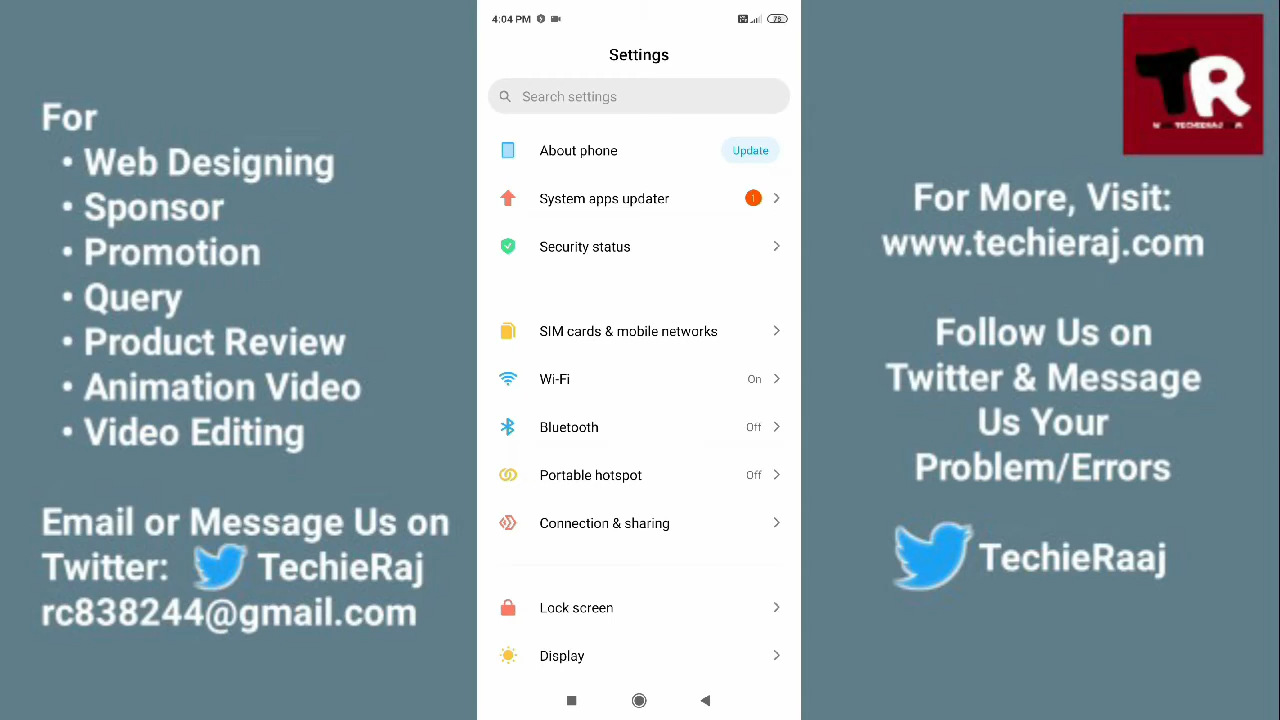 For
• Web Designing
• Sponsor
• Promotion
• Query
• Product Review
• Animation Video
• Video Editing
Email or Message Us on
Twitter: TechieRaj
rc838244@gmail.com
4:04 PM
78
Settings
Search settings
About phone
Update
System apps updater
1
Security status
SIM cards & mobile networks
Wi-Fi
On
Bluetooth
Off
Portable hotspot
Off
Connection & sharing
Lock screen
Display
TR
For More, Visit:
www.techieraj.com
Follow Us on
Twitter & Message
Us Your
Problem/Errors
TechieRaaj